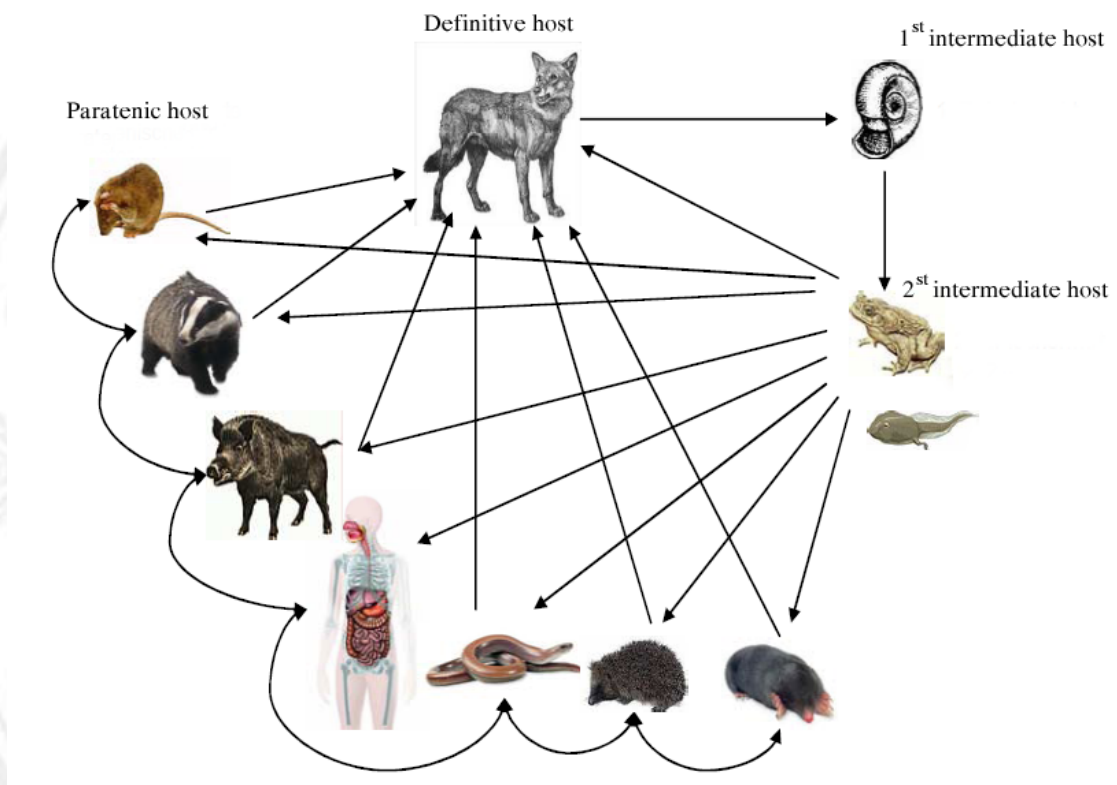 Definitive host
1st intermediate host
Paratenic host
2st intermediate host